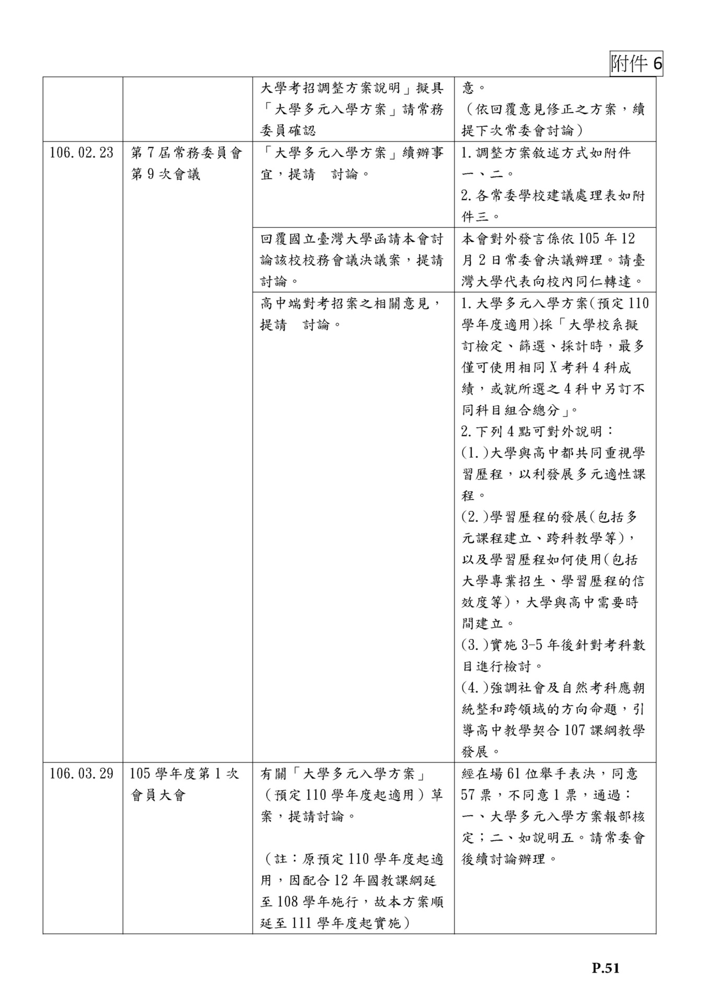 附件 6
大學考招調整方案說明」擬具
「大學多元入學方案」請常務
委員確認
意。
（依回覆意見修正之方案，續
提下次常委會討論）
106.02.23
第 7 屆常務委員會
第 9 次會議
「大學多元入學方案」續辦事
宜，提請　討論。
1.調整方案敘述方式如附件
一、二。
2.各常委學校建議處理表如附
件三。
回覆國立臺灣大學函請本會討
論該校校務會議決議案，提請
討論。
本會對外發言係依 105 年 12
月 2 日常委會決議辦理。請臺
灣大學代表向校內同仁轉達。
高中端對考招案之相關意見，
提請　討論。
1.大學多元入學方案(預定 110
學年度適用)採「大學校系擬
訂檢定、篩選、採計時，最多
僅可使用相同 X 考科 4 科成
績，或就所選之 4 科中另訂不
同科目組合總分」。
2.下列 4 點可對外說明：
(1.)大學與高中都共同重視學
習歷程，以利發展多元適性課
程。
(2.)學習歷程的發展(包括多
元課程建立、跨科教學等)，
以及學習歷程如何使用(包括
大學專業招生、學習歷程的信
效度等)，大學與高中需要時
間建立。
(3.)實施 3-5 年後針對考科數
目進行檢討。
(4.)強調社會及自然考科應朝
統整和跨領域的方向命題，引
導高中教學契合 107 課綱教學
發展。
106.03.29
105 學年度第 1 次
會員大會
有關「大學多元入學方案」
（預定 110 學年度起適用）草
案，提請討論。
（註：原預定 110 學年度起適
用，因配合 12 年國教課綱延
至 108 學年施行，故本方案順
延至 111 學年度起實施）
經在場 61 位舉手表決，同意
57 票，不同意 1 票，通過：
一、大學多元入學方案報部核
定；二、如說明五。請常委會
後續討論辦理。
P.51